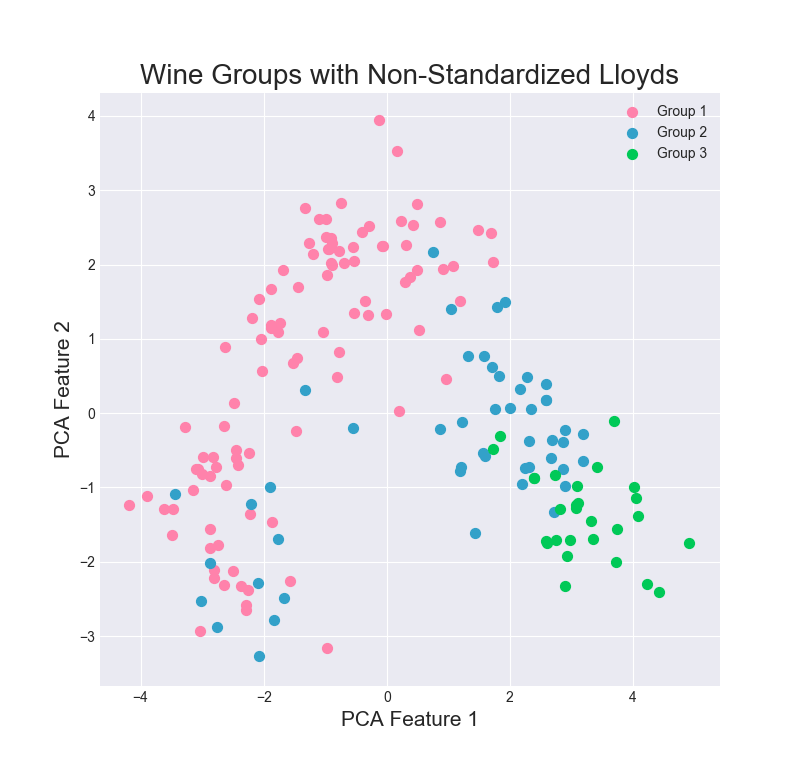 Wine Groups with Non-Standardized Lloyds
Group 1
Group 2
Group 3
4
3
2
1
0
−1
−2
−3
PCA Feature 2
−4
−2
0
2
4
PCA Feature 1